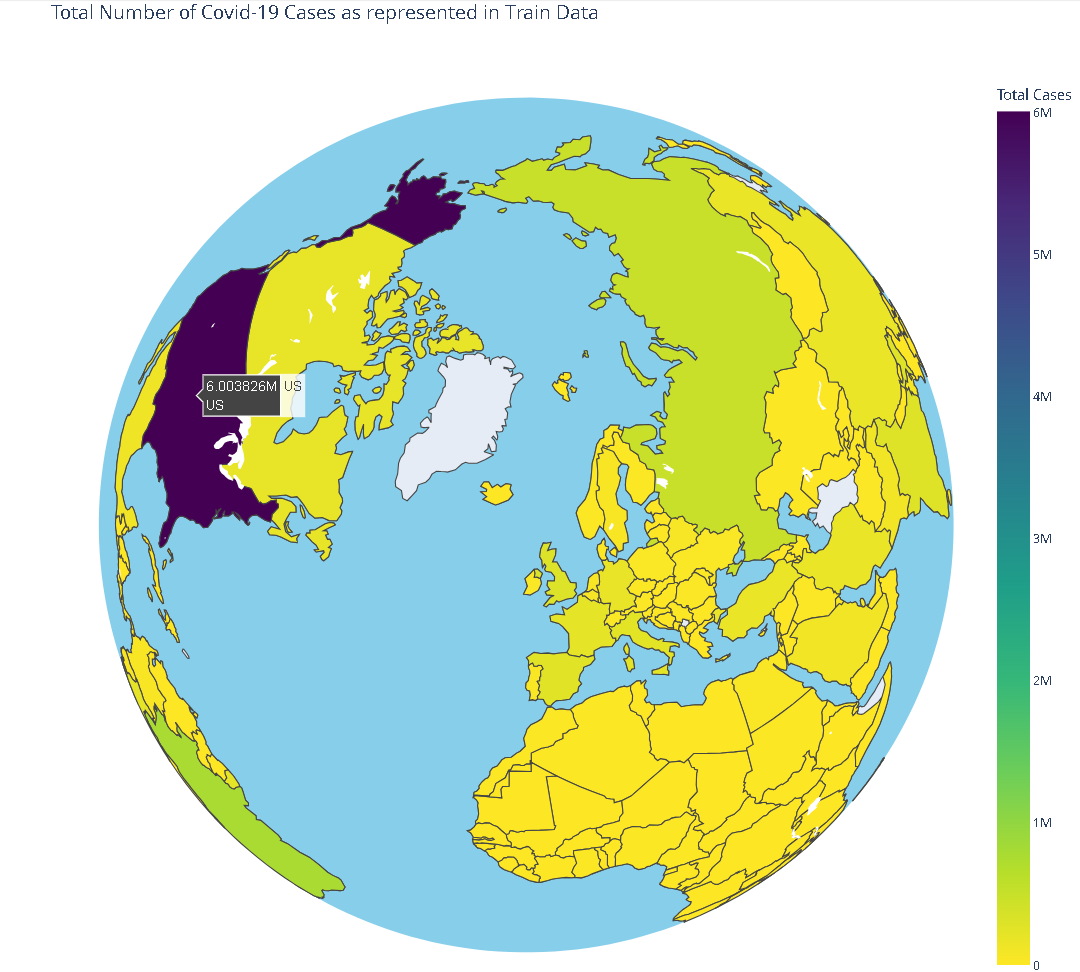 Total Number of Covid-19 Cases as represented in Train Data
Total Cases
6M
5M
4M
3M
2M
1M
0
6.003826M US
US